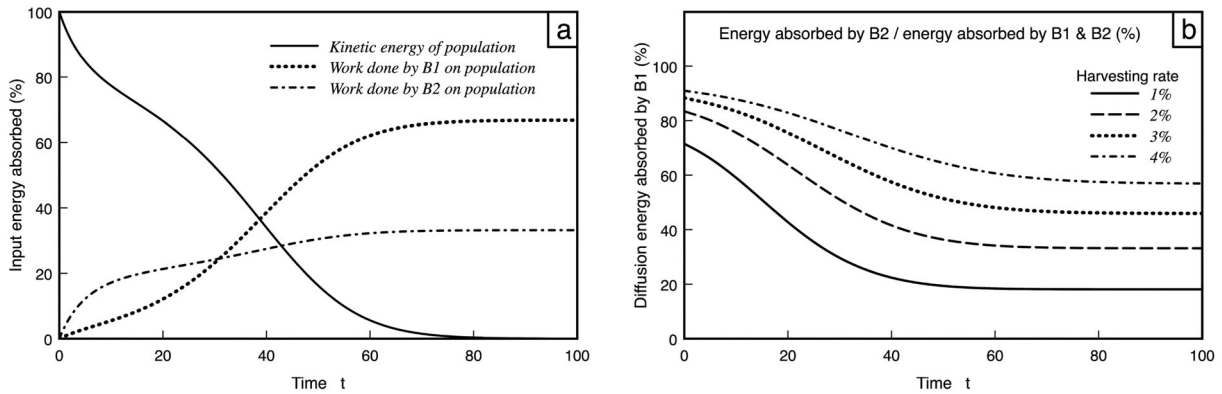 a
Kinetic energy of population
Work done by B1 on population
Work done by B2 on population
Input energy absorbed (%)
100
80
60
40
20
0
0 20 40 60 80 100
Time t
b
Energy absorbed by B2 / energy absorbed by B1 & B2 (%)
Harvesting rate
1%
2%
3%
4%
Diffusion energy absorbed by B1 (%)
100
80
60
40
20
0
0 20 40 60 80 100
Time t